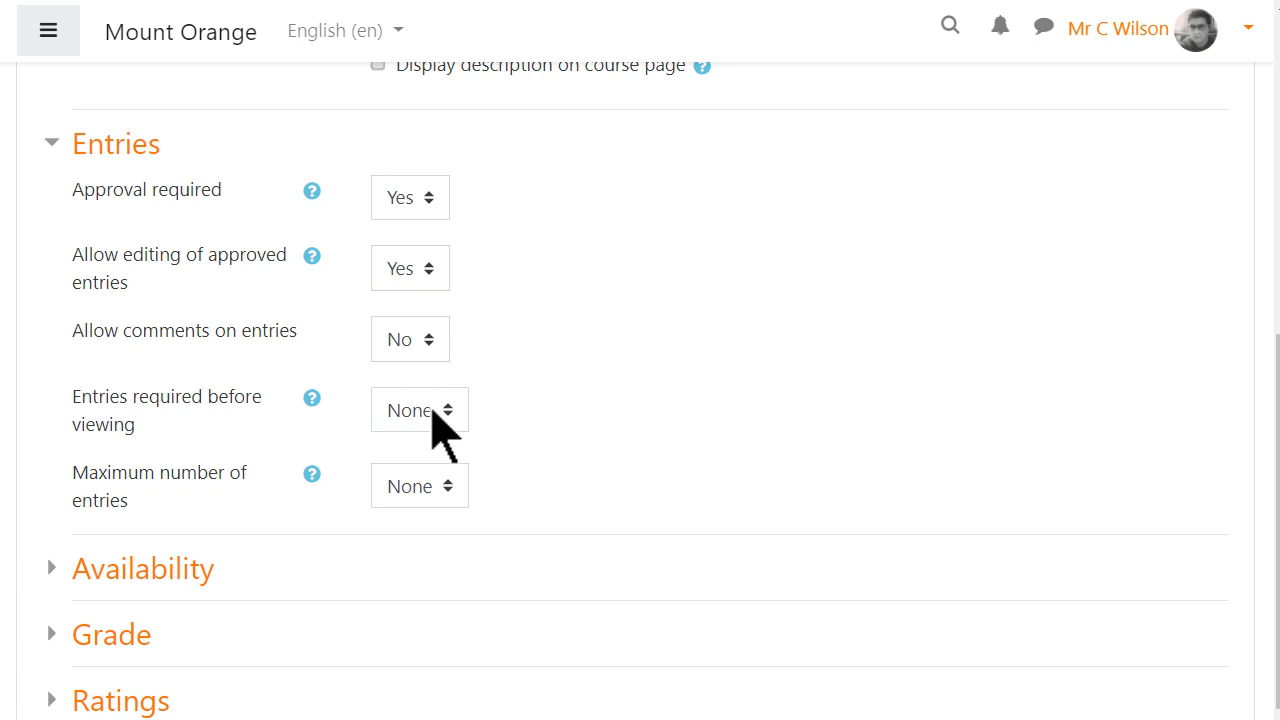 Mount Orange English (en) Mr C Wilson
Display description on course page
Entries
Approval required Yes
Allow editing of approved entries Yes
Allow comments on entries No
Entries required before viewing None
Maximum number of entries None
Availability
Grade
Ratings